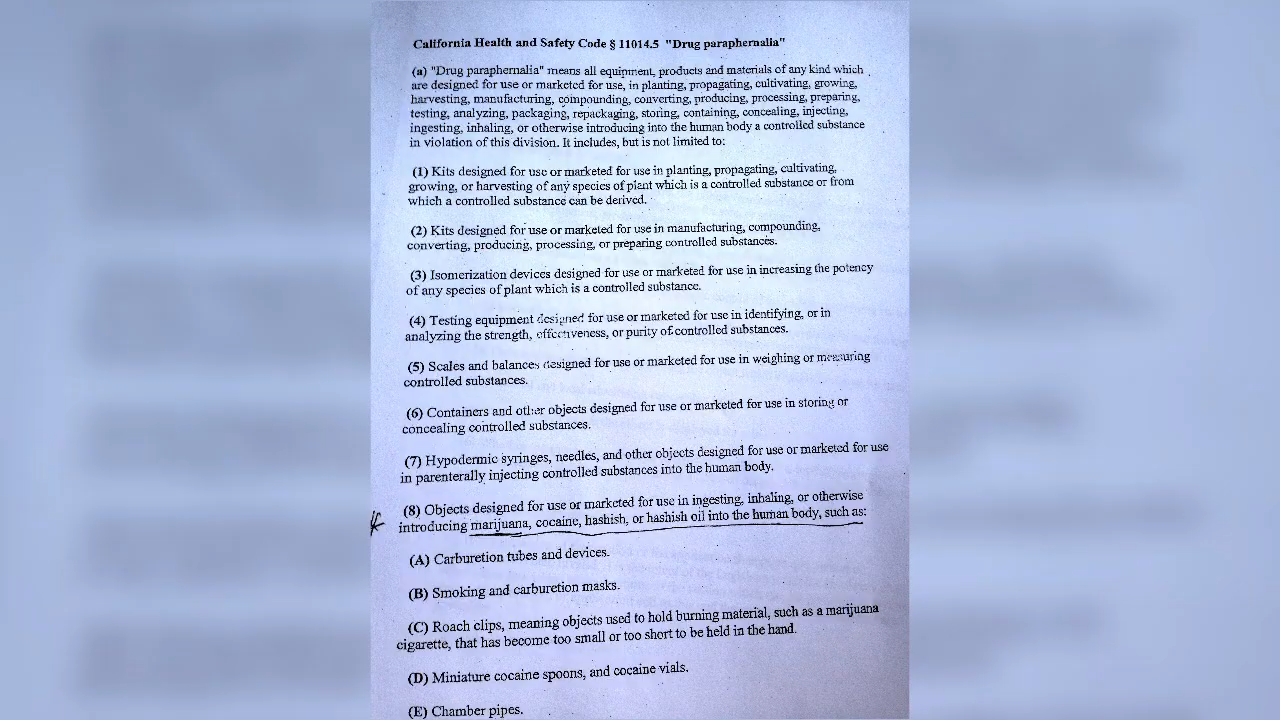 California Health and Safety Code § 11014.5 "Drug paraphernalia"
(a) "Drug paraphernalia" means all equipment, products and materials of any kind which
are designed for use or marketed for use, in planting, propagating, cultivating, growing,
harvesting, manufacturing, compounding, converting, producing, processing, preparing,
testing, analyzing, packaging, repackaging, storing, containing, concealing, injecting,
ingesting, inhaling, or otherwise introducing into the human body a controlled substance
in violation of this division. It includes, but is not limited to:
(1) Kits designed for use or marketed for use in planting, propagating, cultivating,
growing, or harvesting of any species of plant which is a controlled substance or from
which a controlled substance can be derived.
(2) Kits designed for use or marketed for use in manufacturing, compounding,
converting, producing, processing, or preparing controlled substances.
(3) Isomerization devices designed for use or marketed for use in increasing the potency
of any species of plant which is a controlled substance.
(4) Testing equipment designed for use or marketed for use in identifying, or in
analyzing the strength, effectiveness, or purity of controlled substances.
(5) Scales and balances designed for use or marketed for use in weighing or measuring
controlled substances.
(6) Containers and other objects designed for use or marketed for use in storing or
concealing controlled substances.
(7) Hypodermic syringes, needles, and other objects designed for use or marketed for use
in parenterally injecting controlled substances into the human body.
(8) Objects designed for use or marketed for use in ingesting, inhaling, or otherwise
introducing marijuana, cocaine, hashish, or hashish oil into the human body, such as:
(A) Carburetion tubes and devices.
(B) Smoking and carburetion masks.
(C) Roach clips, meaning objects used to hold burning material, such as a marijuana
cigarette, that has become too small or too short to be held in the hand.
(D) Miniature cocaine spoons, and cocaine vials.
(E) Chamber pipes.